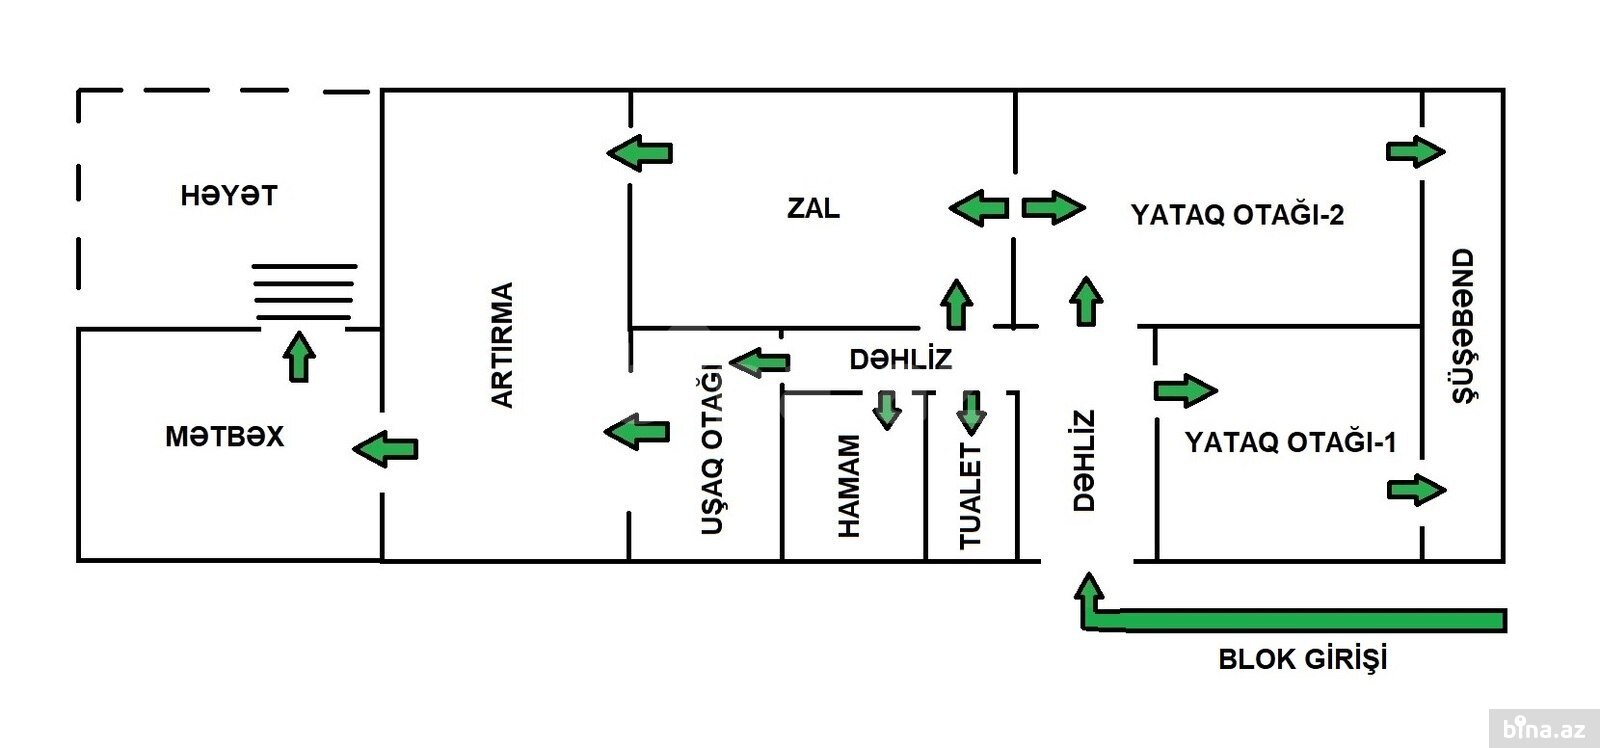 HƏYƏT
ZAL
YATAQ OTAĞI-2
ŞÜŞƏBƏND
ARTIRMA
DƏHLİZ
UŞAQ OTAĞI
MƏTBƏX
HAMAM
TUALET
DƏHLİZ
YATAQ OTAĞI-1
BLOK GİRİŞİ
bina.az